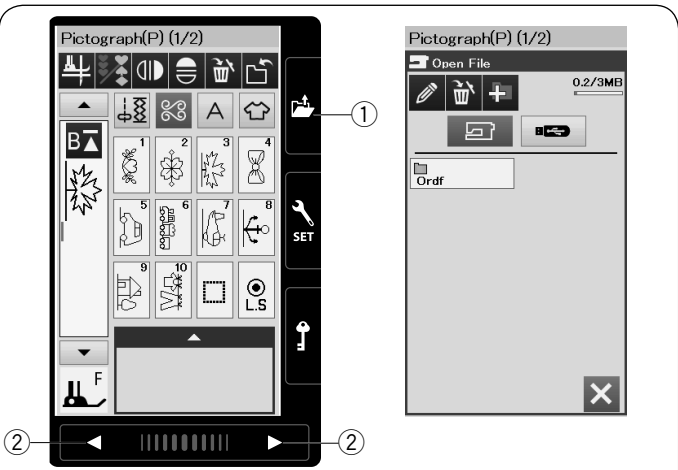 Pictograph(P) (1/2)
A
B
1 2 3 4
5 6 7 8
9 10
L.S
F
SET
①
② ②
Pictograph(P) (1/2)
Open File
0.2/3MB
Ordf